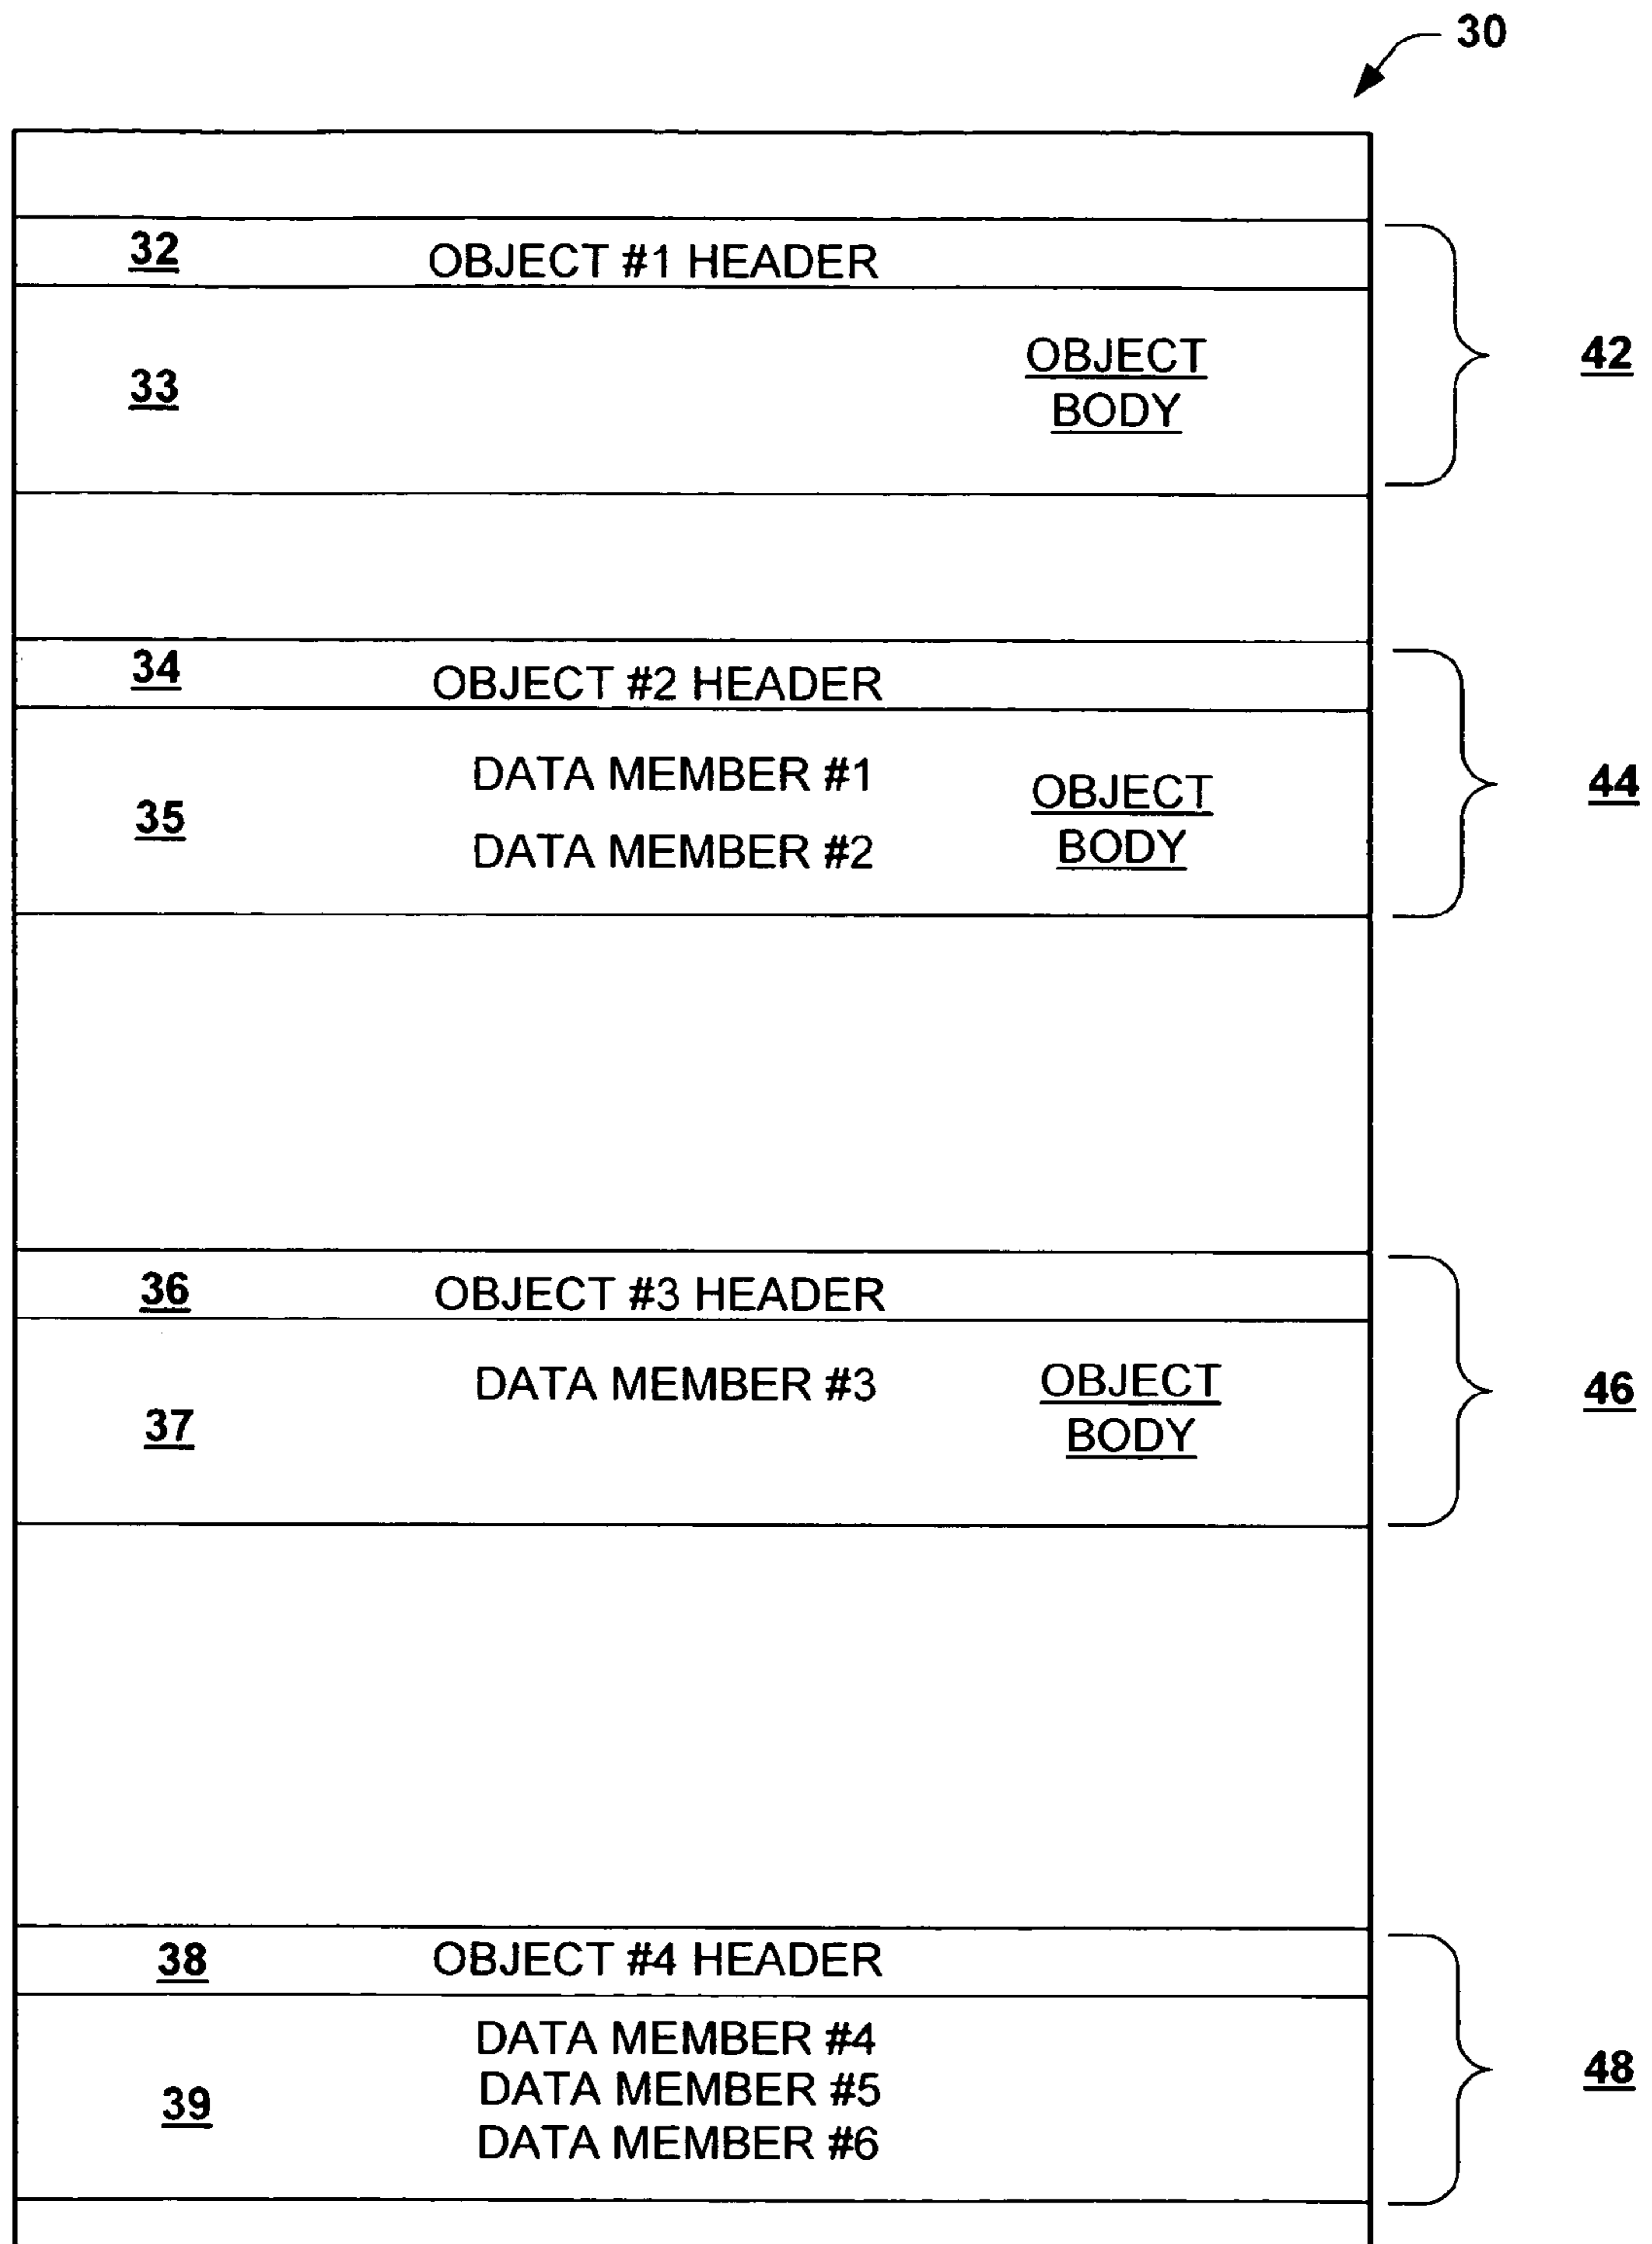 30
32 OBJECT #1 HEADER
33
OBJECT
BODY
42
34 OBJECT #2 HEADER
35
DATA MEMBER #1
DATA MEMBER #2
OBJECT
BODY
44
36 OBJECT #3 HEADER
37
DATA MEMBER #3
OBJECT
BODY
46
38 OBJECT #4 HEADER
39
DATA MEMBER #4
DATA MEMBER #5
DATA MEMBER #6
48